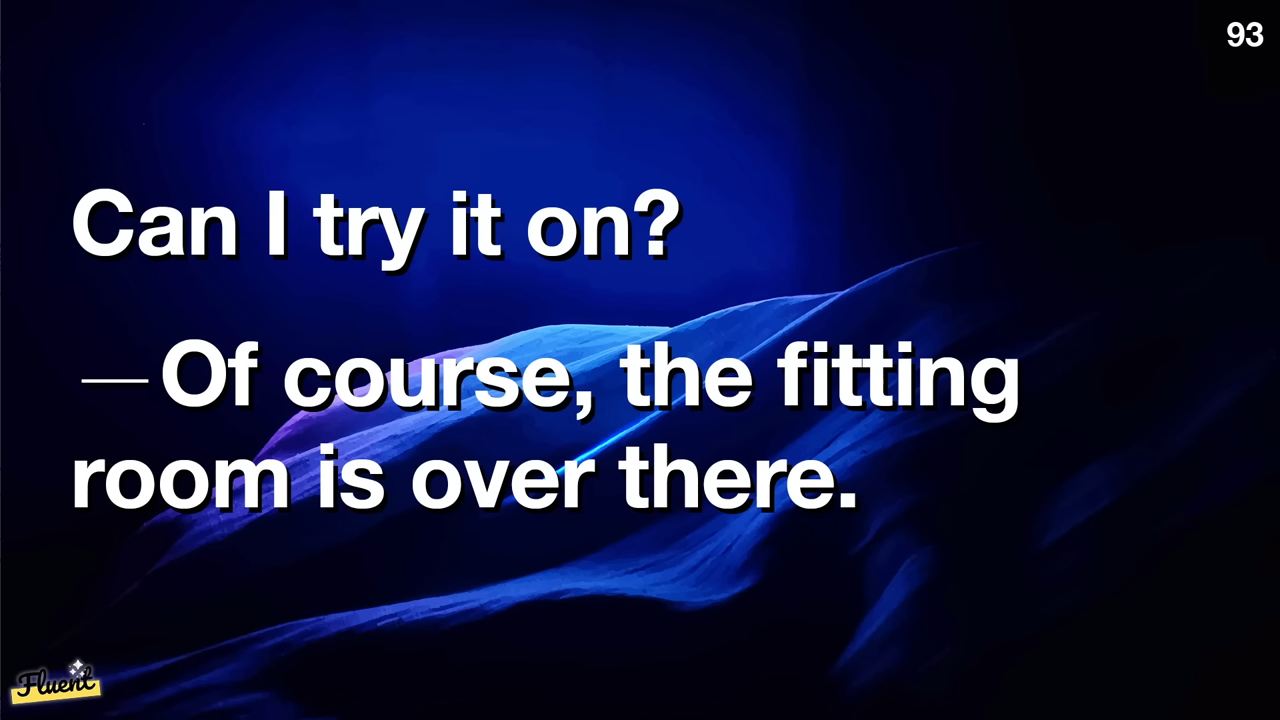 93
Can I try it on?
—Of course, the fitting
room is over there.
Fluent